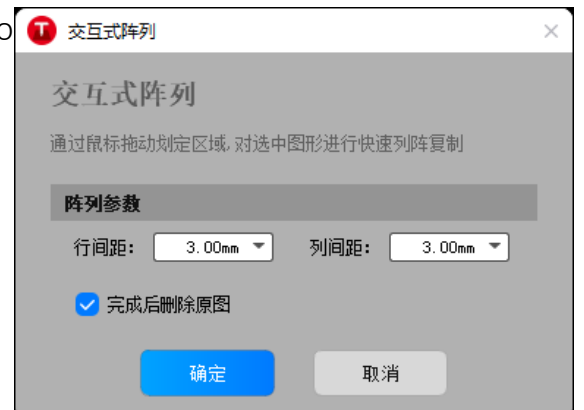 交互式阵列
交互式阵列
通过鼠标拖动划定区域,对选中图形进行快速列阵复制
阵列参数
行间距: 3.00mm 列间距: 3.00mm
完成后删除原图
确定 取消